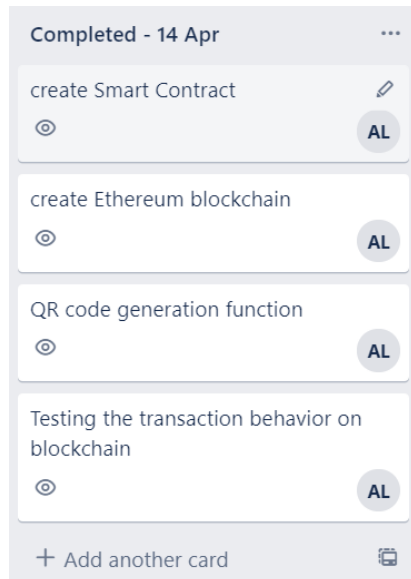 Completed - 14 Apr
create Smart Contract
AL
create Ethereum blockchain
AL
QR code generation function
AL
Testing the transaction behavior on
blockchain
AL
+ Add another card